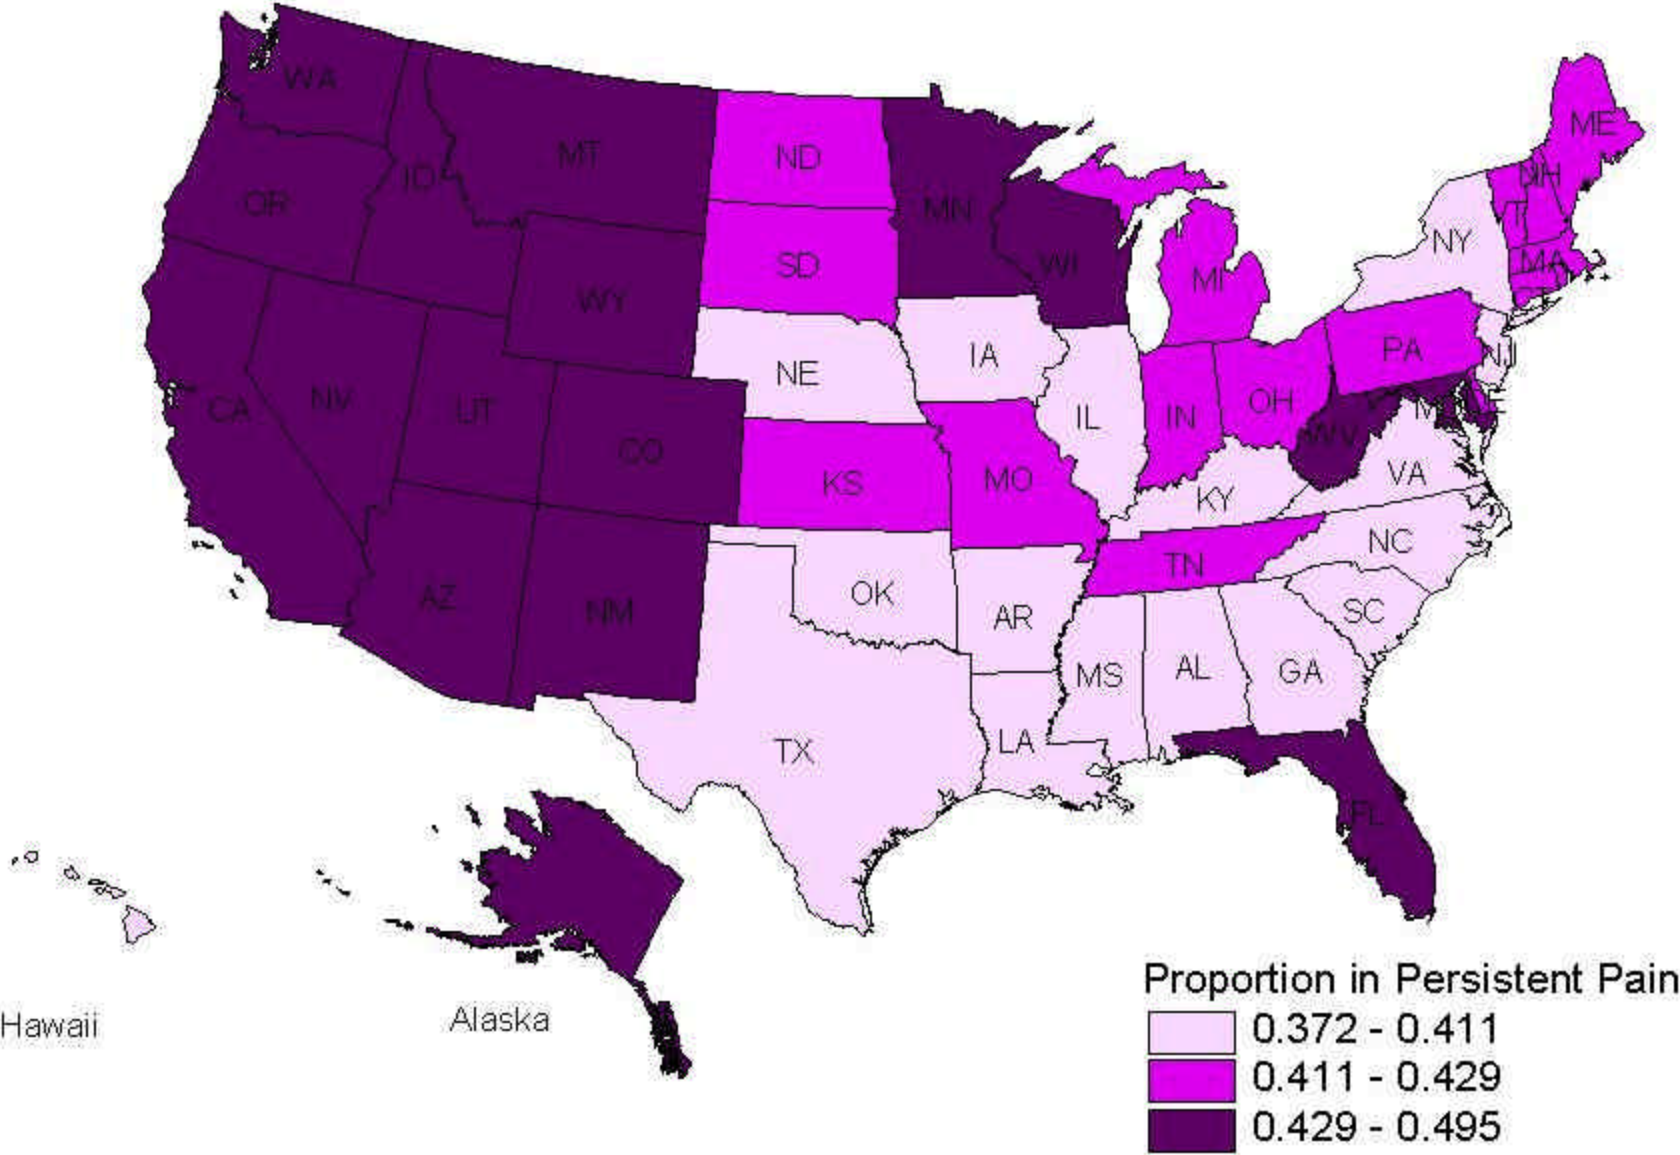 WA
MT
ND
ME
ID
OR
MN
NH
SD
WI
MI
NY
MA
WY
IA
PA
NJ
NE
NV
UT
CA
CO
IL
IN
OH
WV
KS
MO
KY
VA
AZ
NM
OK
AR
TN
NC
SC
MS
AL
GA
TX
LA
FL
Hawaii
Alaska
Proportion in Persistent Pain
0.372 - 0.411
0.411 - 0.429
0.429 - 0.495